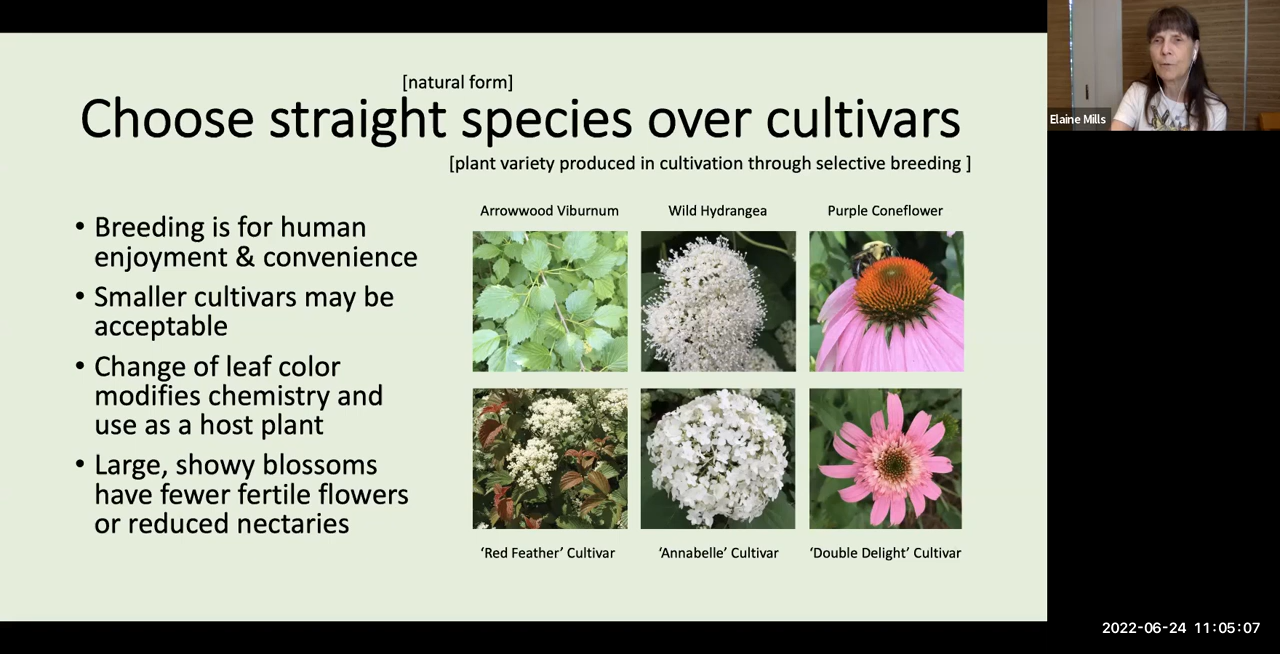 [natural form]
Choose straight species over cultivars
[plant variety produced in cultivation through selective breeding ]
• Breeding is for human
enjoyment & convenience
• Smaller cultivars may be
acceptable
• Change of leaf color
modifies chemistry and
use as a host plant
• Large, showy blossoms
have fewer fertile flowers
or reduced nectaries
Arrowwood Viburnum
Wild Hydrangea
Purple Coneflower
‘Red Feather’ Cultivar
‘Annabelle’ Cultivar
‘Double Delight’ Cultivar
Elaine Mills
2022-06-24 11:05:07